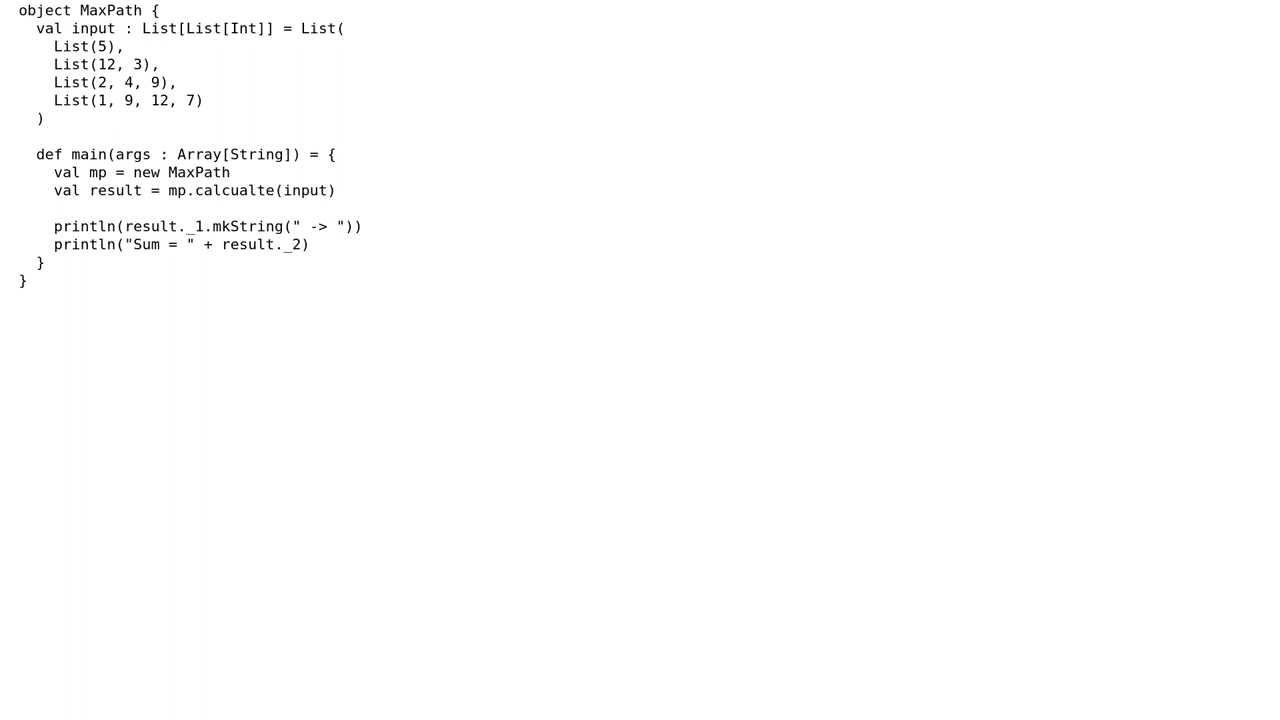 object MaxPath {
  val input : List[List[Int]] = List(
    List(5),
    List(12, 3),
    List(2, 4, 9),
    List(1, 9, 12, 7)
  )

  def main(args : Array[String]) = {
    val mp = new MaxPath
    val result = mp.calcualte(input)

    println(result._1.mkString(" -> "))
    println("Sum = " + result._2)
  }
}